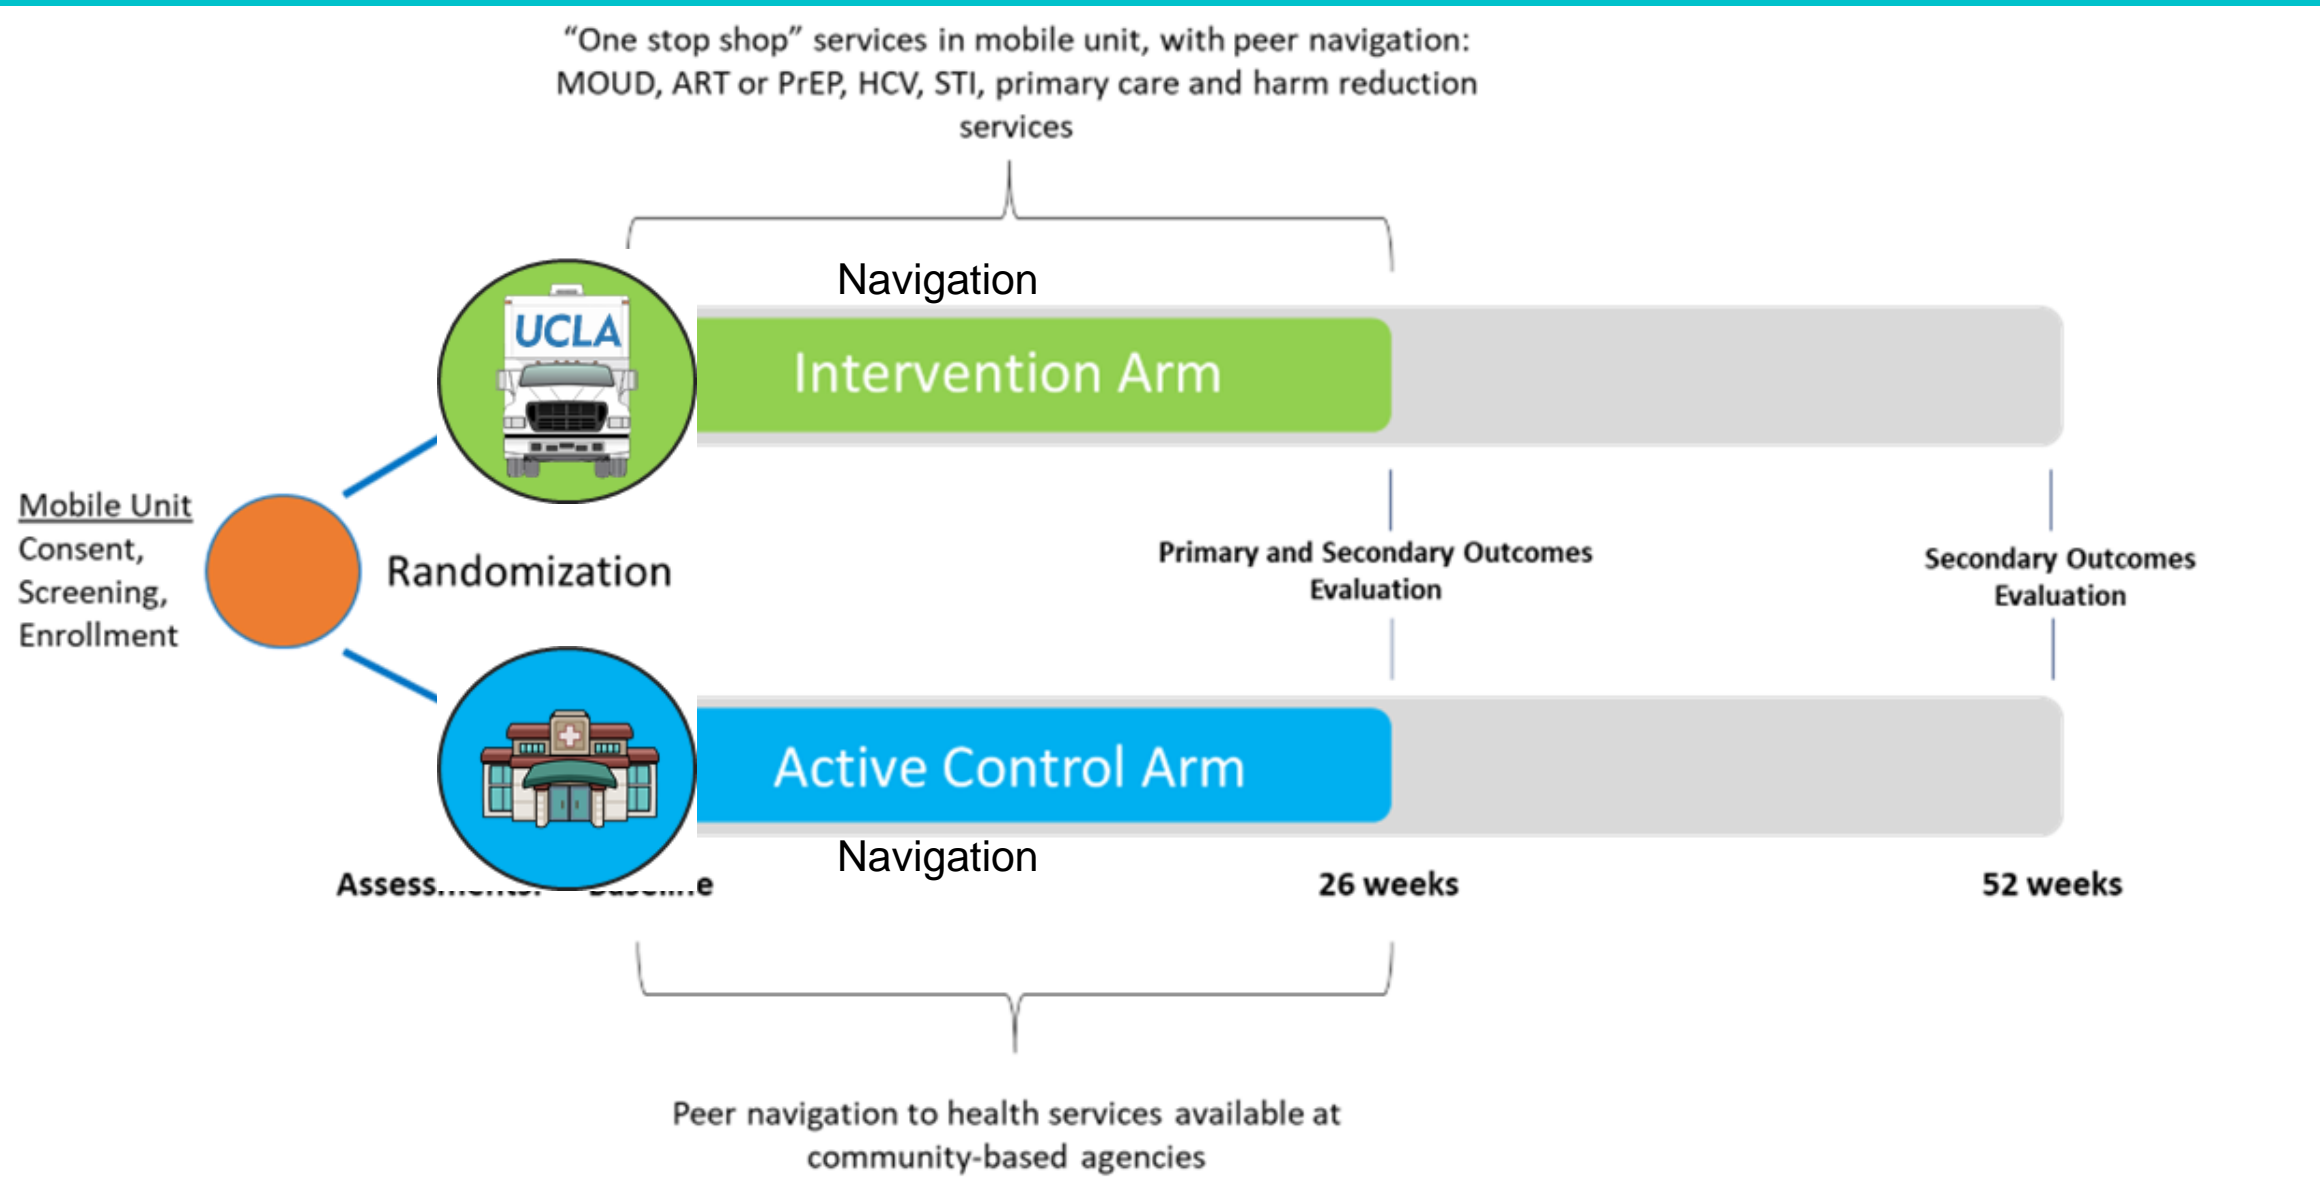 “One stop shop” services in mobile unit, with peer navigation:
MOUD, ART or PrEP, HCV, STI, primary care and harm reduction
services
Navigation
UCLA
Intervention Arm
Mobile Unit
Consent,
Screening,
Enrollment
Randomization
Primary and Secondary Outcomes
Evaluation
Secondary Outcomes
Evaluation
Active Control Arm
Navigation
26 weeks
52 weeks
Peer navigation to health services available at
community-based agencies